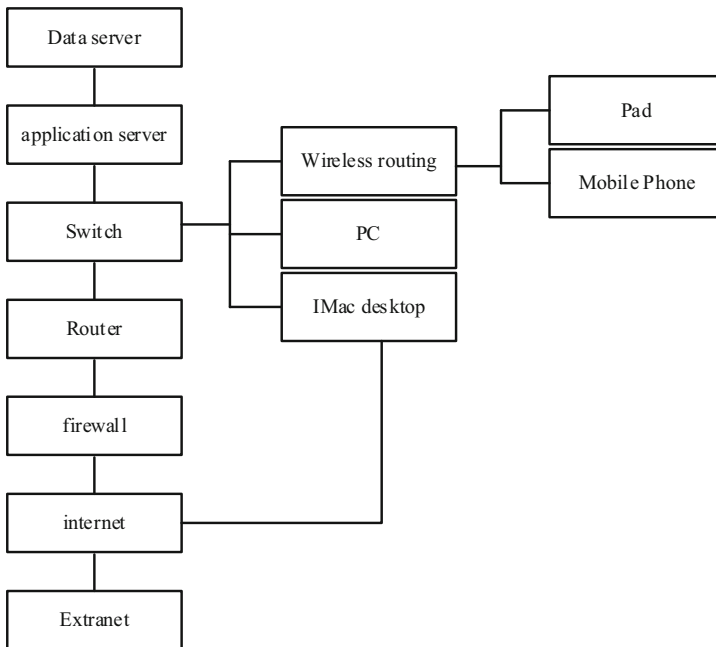 Data server
application server
Switch
Router
firewall
internet
Extranet
Wireless routing
PC
IMac desktop
Pad
Mobile Phone